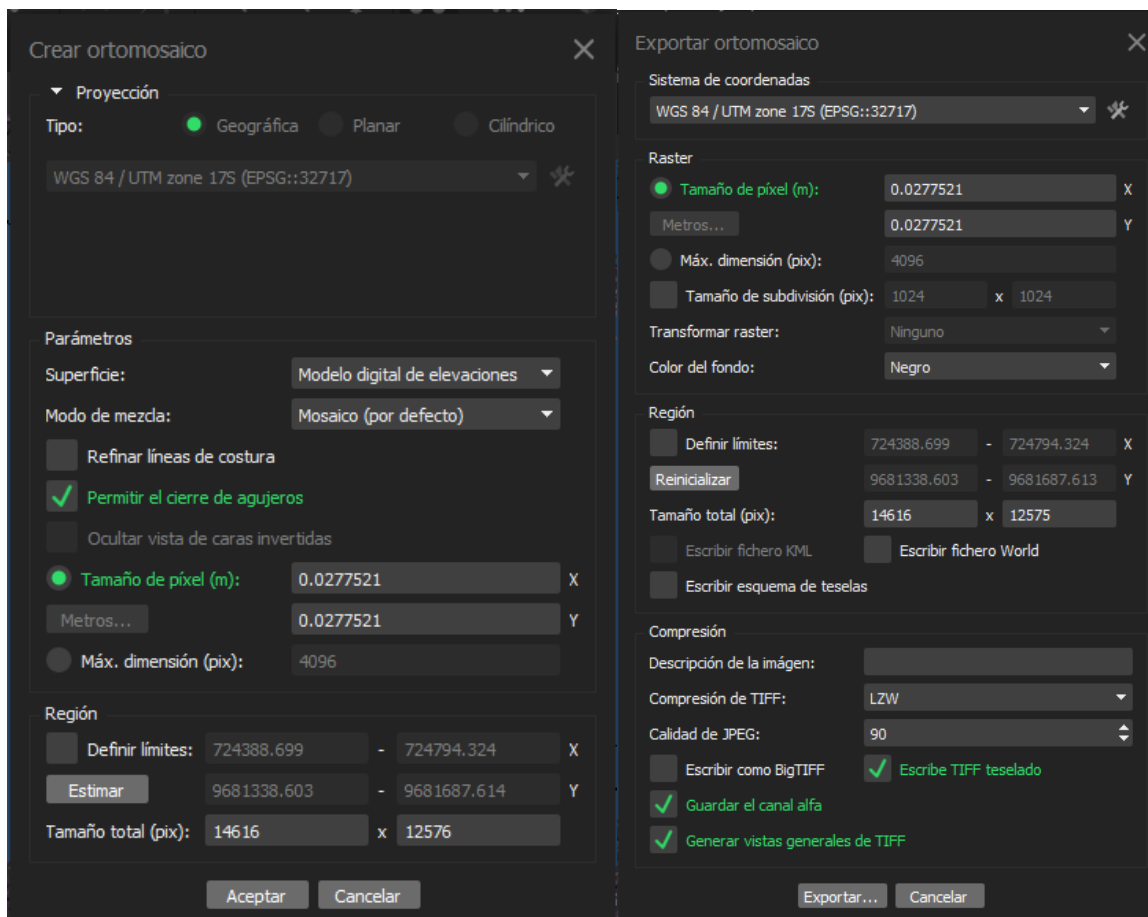 Crear ortomosaico
Proyección
Tipo: Geográfica Planar Cilíndrico
WGS 84 / UTM zone 17S (EPSG::32717)
Parámetros
Superficie: Modelo digital de elevaciones
Modo de mezcla: Mosaico (por defecto)
Refinar líneas de costura
Permitir el cierre de agujeros
Ocultar vista de caras invertidas
Tamaño de píxel (m): 0.0277521 X
Metros... 0.0277521 Y
Máx. dimensión (pix): 4096
Región
Definir límites: 724388.699 - 724794.324 X
Estimar 9681338.603 - 9681687.614 Y
Tamaño total (pix): 14616 x 12576
Aceptar Cancelar
Exportar ortomosaico
Sistema de coordenadas
WGS 84 / UTM zone 17S (EPSG::32717)
Raster
Tamaño de píxel (m): 0.0277521 X
Metros... 0.0277521 Y
Máx. dimensión (pix): 4096
Tamaño de subdivisión (pix): 1024 x 1024
Transformar raster: Ninguno
Color del fondo: Negro
Región
Definir límites: 724388.699 - 724794.324 X
Reinicializar 9681338.603 - 9681687.613 Y
Tamaño total (pix): 14616 x 12575
Escribir fichero KML Escribir fichero World
Escribir esquema de teselas
Compresión
Descripción de la imágen:
Compresión de TIFF: LZW
Calidad de JPEG: 90
Escribir como BigTIFF Escribe TIFF teselado
Guardar el canal alfa
Generar vistas generales de TIFF
Exportar... Cancelar